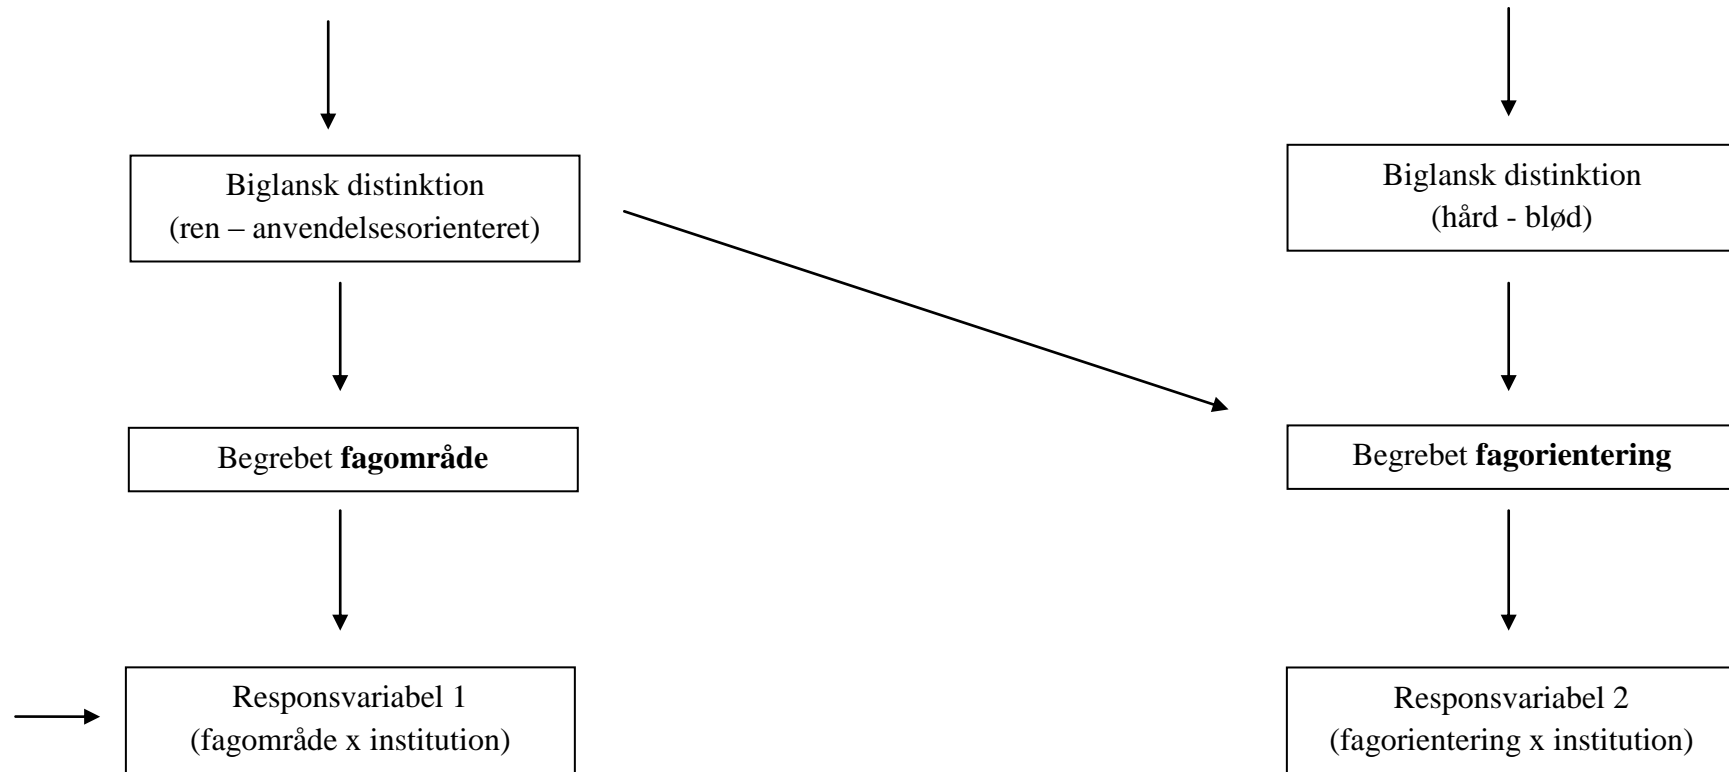 Biglansk distinktion
(ren – anvendelsesorienteret)
Biglansk distinktion
(hård - blød)
Begrebet fagområde
Begrebet fagorientering
Responsvariabel 1
(fagområde x institution)
Responsvariabel 2
(fagorientering x institution)